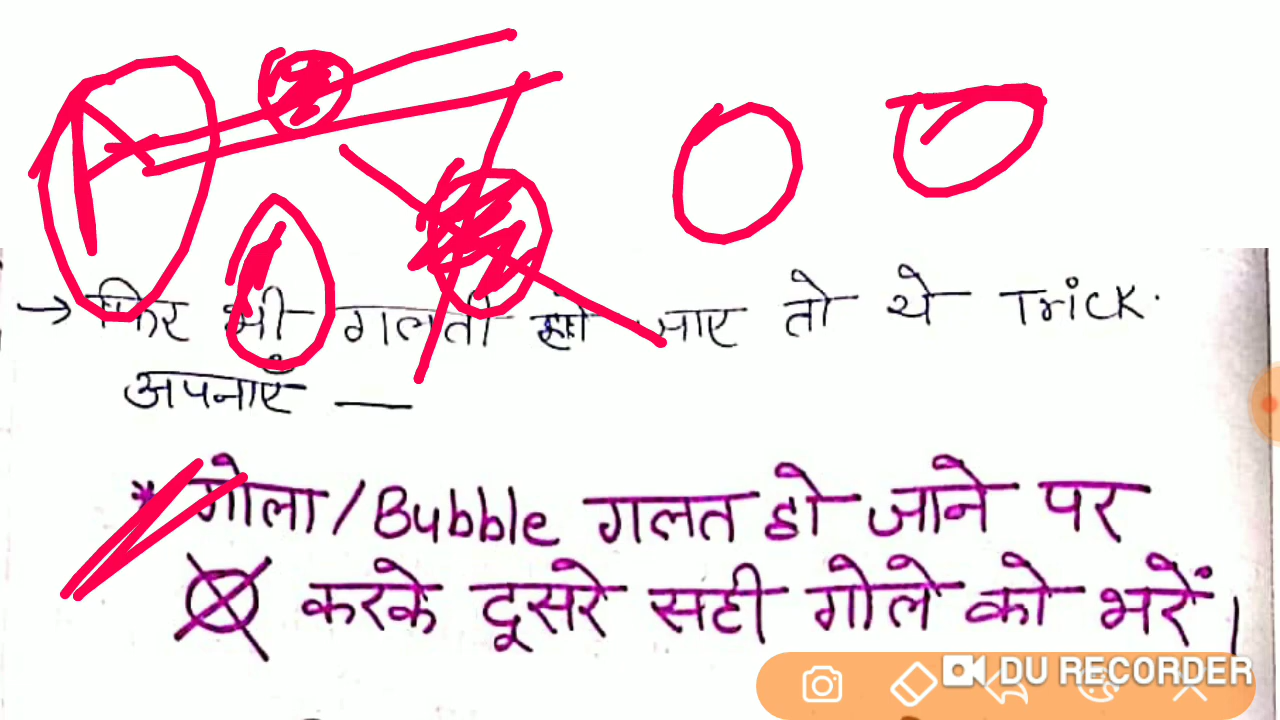 → फिर भी गलती हो जाए तो ये Trick.
अपनाएँ —
* गोला / Bubble गलत हो जाने पर
करके दूसरे सही गोले को भरें।
DU RECORDER